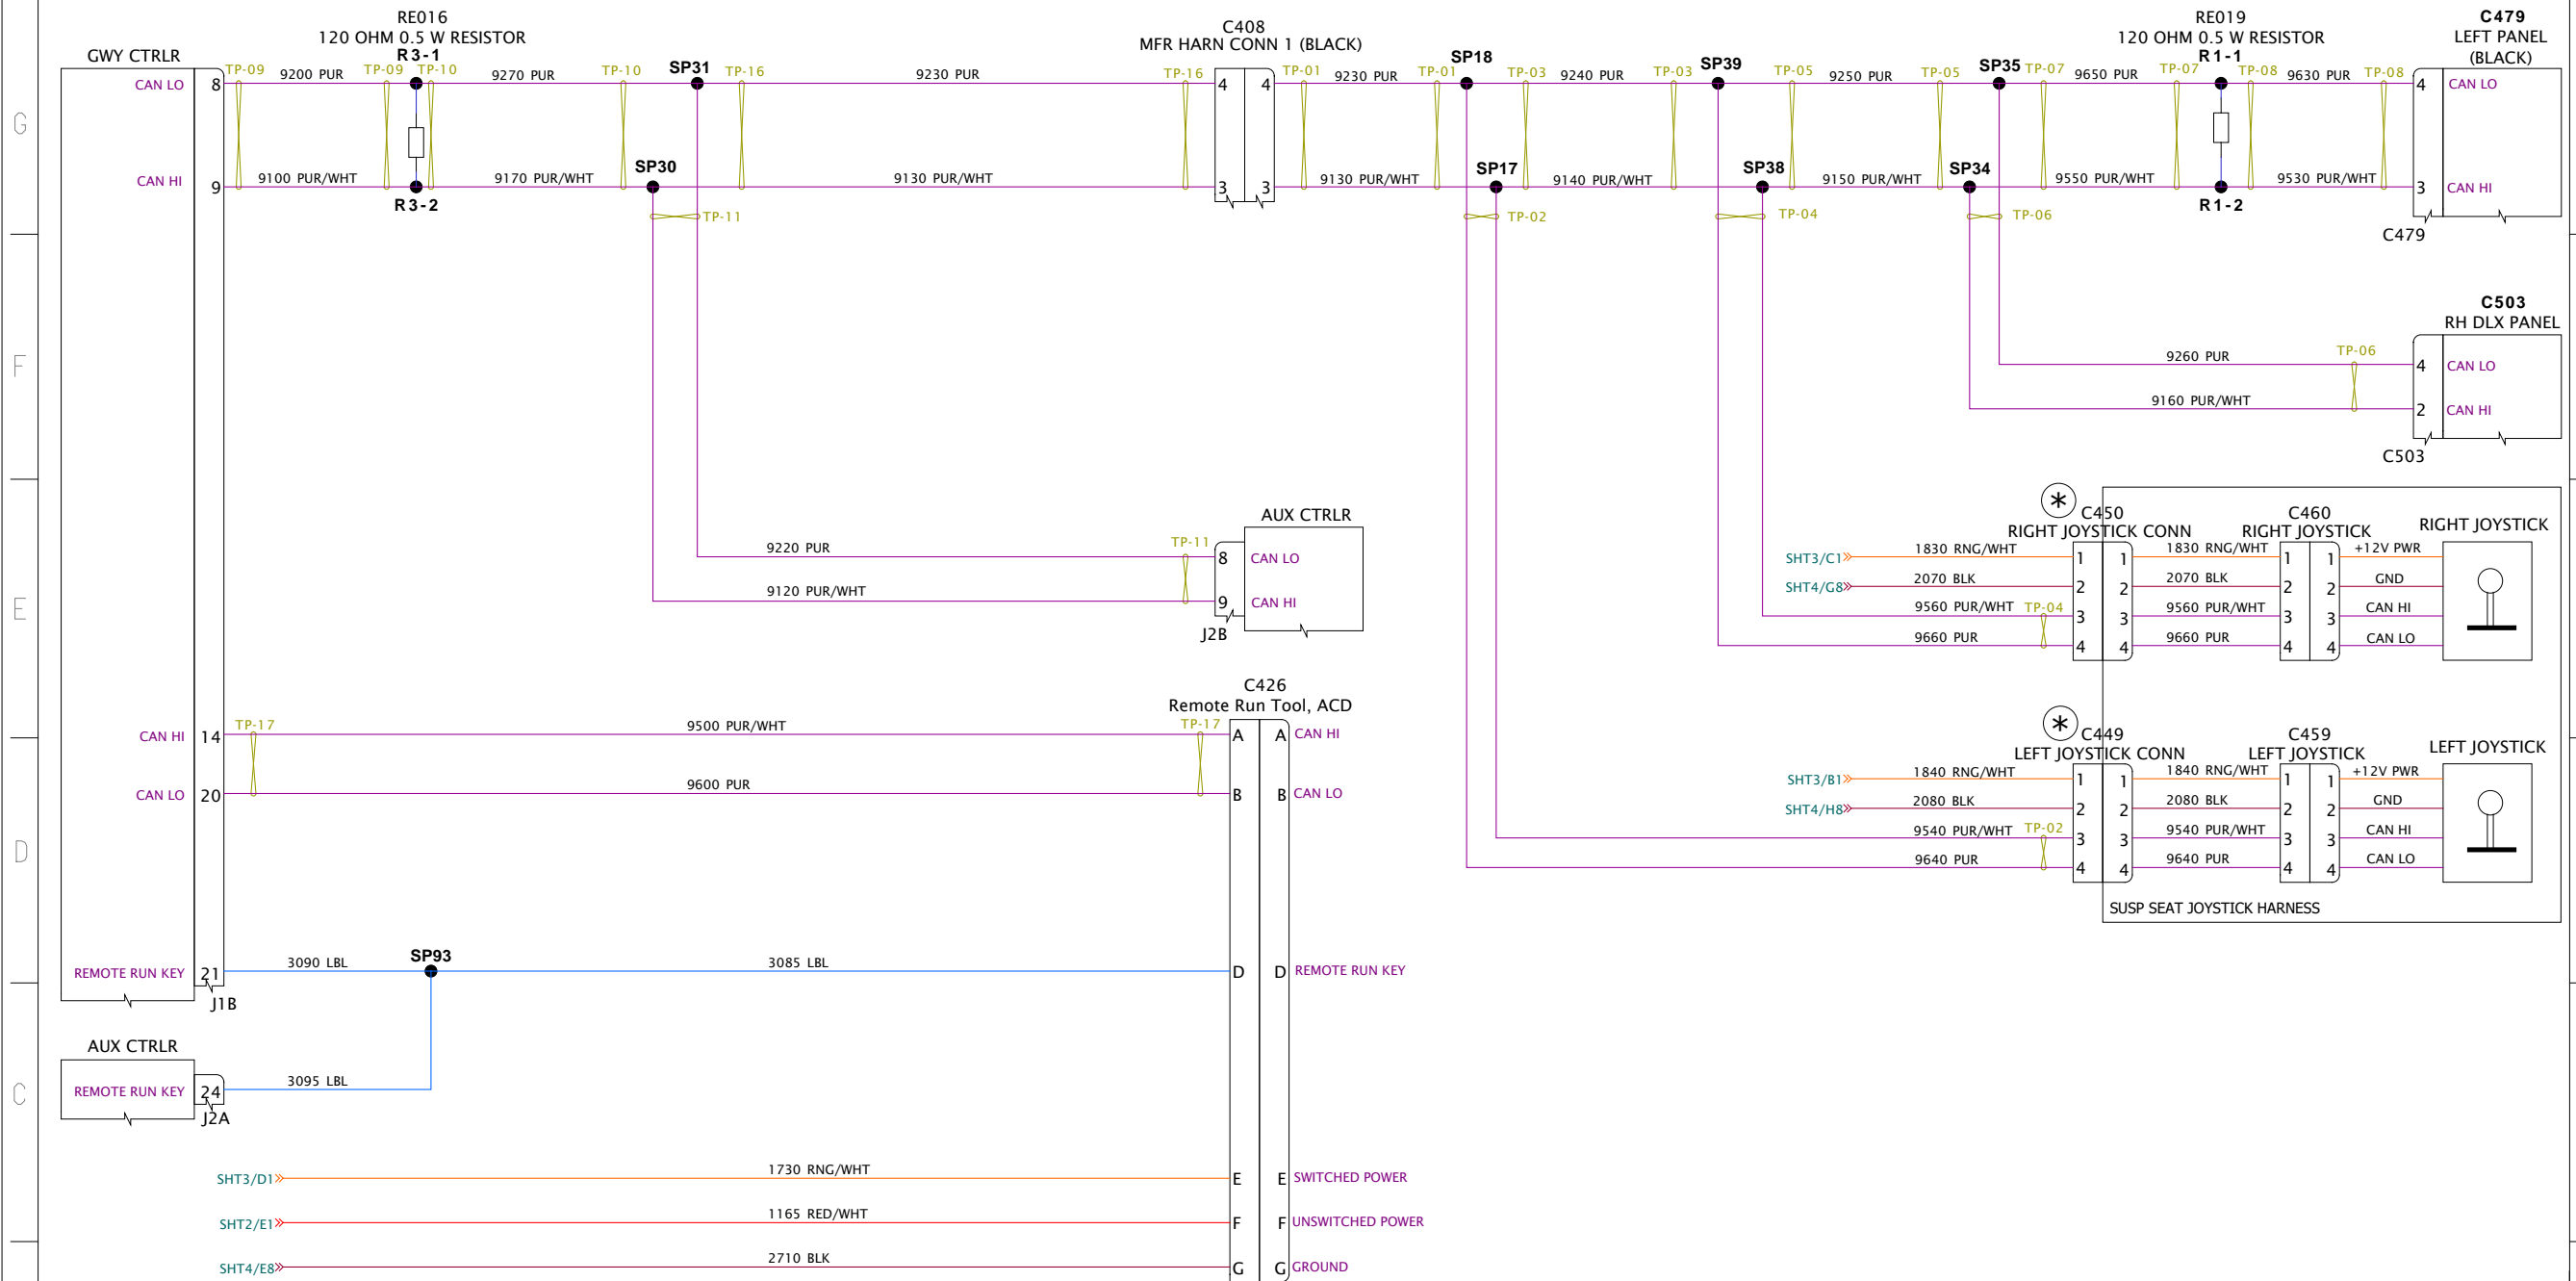 RE016
120 OHM 0.5 W RESISTOR
R3-1
C408
MFR HARN CONN 1 (BLACK)
RE019
120 OHM 0.5 W RESISTOR
R1-1
C479
LEFT PANEL
(BLACK)
GWY CTRLR
SP31
SP18
SP39
SP35
TP-09
9200 PUR
TP-09
TP-10
9270 PUR
TP-10
TP-16
9230 PUR
TP-16
TP-01
9230 PUR
TP-01
TP-03
9240 PUR
TP-03
TP-05
9250 PUR
TP-05
TP-07
9650 PUR
TP-07
TP-08
9630 PUR
TP-08
CAN LO
8
4
4
4
CAN LO
G
SP30
SP17
SP38
SP34
CAN HI
9
9100 PUR/WHT
9170 PUR/WHT
9130 PUR/WHT
3
3
9130 PUR/WHT
9140 PUR/WHT
9150 PUR/WHT
9550 PUR/WHT
9530 PUR/WHT
3
CAN HI
R3-2
R1-2
TP-11
TP-02
TP-04
TP-06
C479
C503
RH DLX PANEL
F
9260 PUR
TP-06
4
CAN LO
9160 PUR/WHT
2
CAN HI
C503
AUX CTRLR
*
C450
RIGHT JOYSTICK CONN
C460
RIGHT JOYSTICK
RIGHT JOYSTICK
9220 PUR
TP-11
8
CAN LO
SHT3/C1
1830 RNG/WHT
1
1
1830 RNG/WHT
1
1
+12V PWR
SHT4/G8
2070 BLK
2
2
2070 BLK
2
2
GND
9120 PUR/WHT
9
CAN HI
9560 PUR/WHT
TP-04
3
3
9560 PUR/WHT
3
3
CAN HI
E
J2B
9660 PUR
4
4
9660 PUR
4
4
CAN LO
C426
Remote Run Tool, ACD
CAN HI
14
TP-17
9500 PUR/WHT
TP-17
A
A
CAN HI
CAN LO
20
9600 PUR
B
B
CAN LO
*
C449
LEFT JOYSTICK CONN
C459
LEFT JOYSTICK
LEFT JOYSTICK
SHT3/B1
1840 RNG/WHT
1
1
1840 RNG/WHT
1
1
+12V PWR
SHT4/H8
2080 BLK
2
2
2080 BLK
2
2
GND
9540 PUR/WHT
TP-02
3
3
9540 PUR/WHT
3
3
CAN HI
D
9640 PUR
4
4
9640 PUR
4
4
CAN LO
SUSP SEAT JOYSTICK HARNESS
SP93
REMOTE RUN KEY
21
3090 LBL
3085 LBL
D
D
REMOTE RUN KEY
J1B
AUX CTRLR
C
REMOTE RUN KEY
24
3095 LBL
J2A
SHT3/D1
1730 RNG/WHT
E
E
SWITCHED POWER
SHT2/E1
1165 RED/WHT
F
F
UNSWITCHED POWER
SHT4/E8
2710 BLK
G
G
GROUND